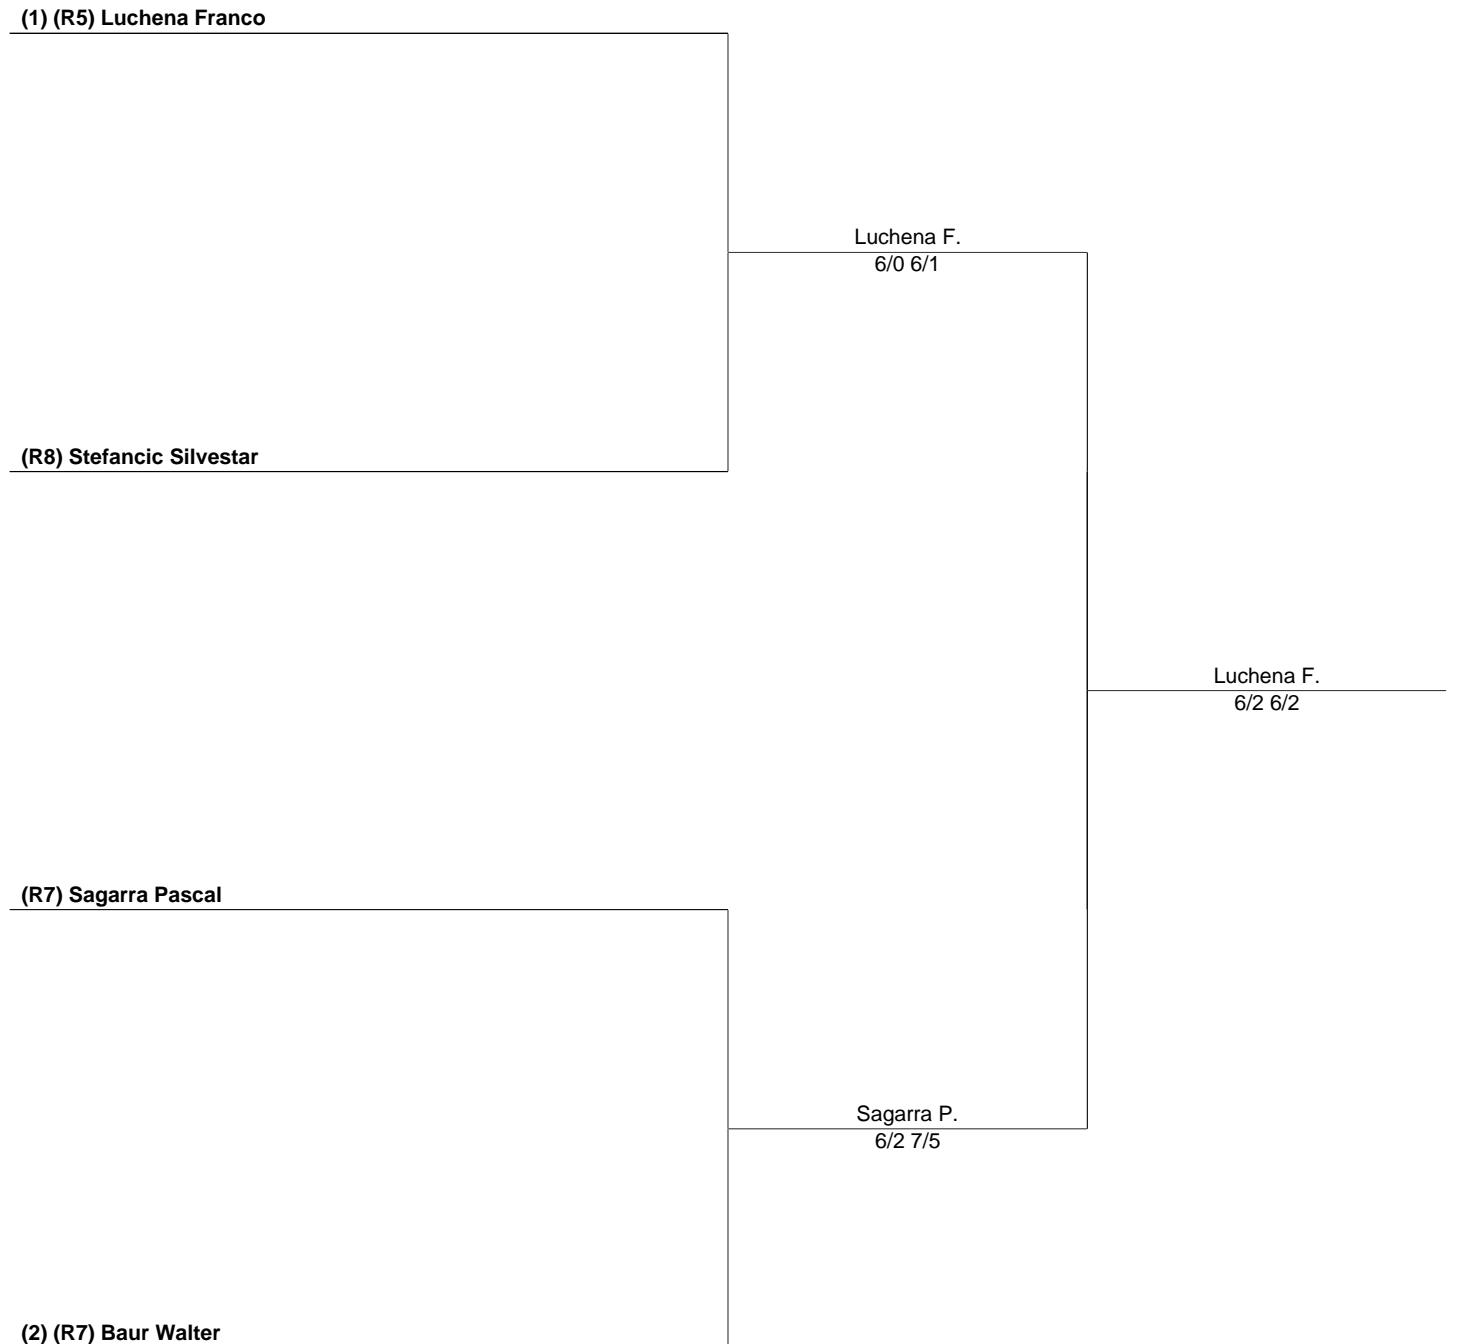 (1) (R5) Luchena Franco
Luchena F.
6/0 6/1
(R8) Stefancic Silvestar
Luchena F.
6/2 6/2
(R7) Sagarra Pascal
Sagarra P.
6/2 7/5
(2) (R7) Baur Walter